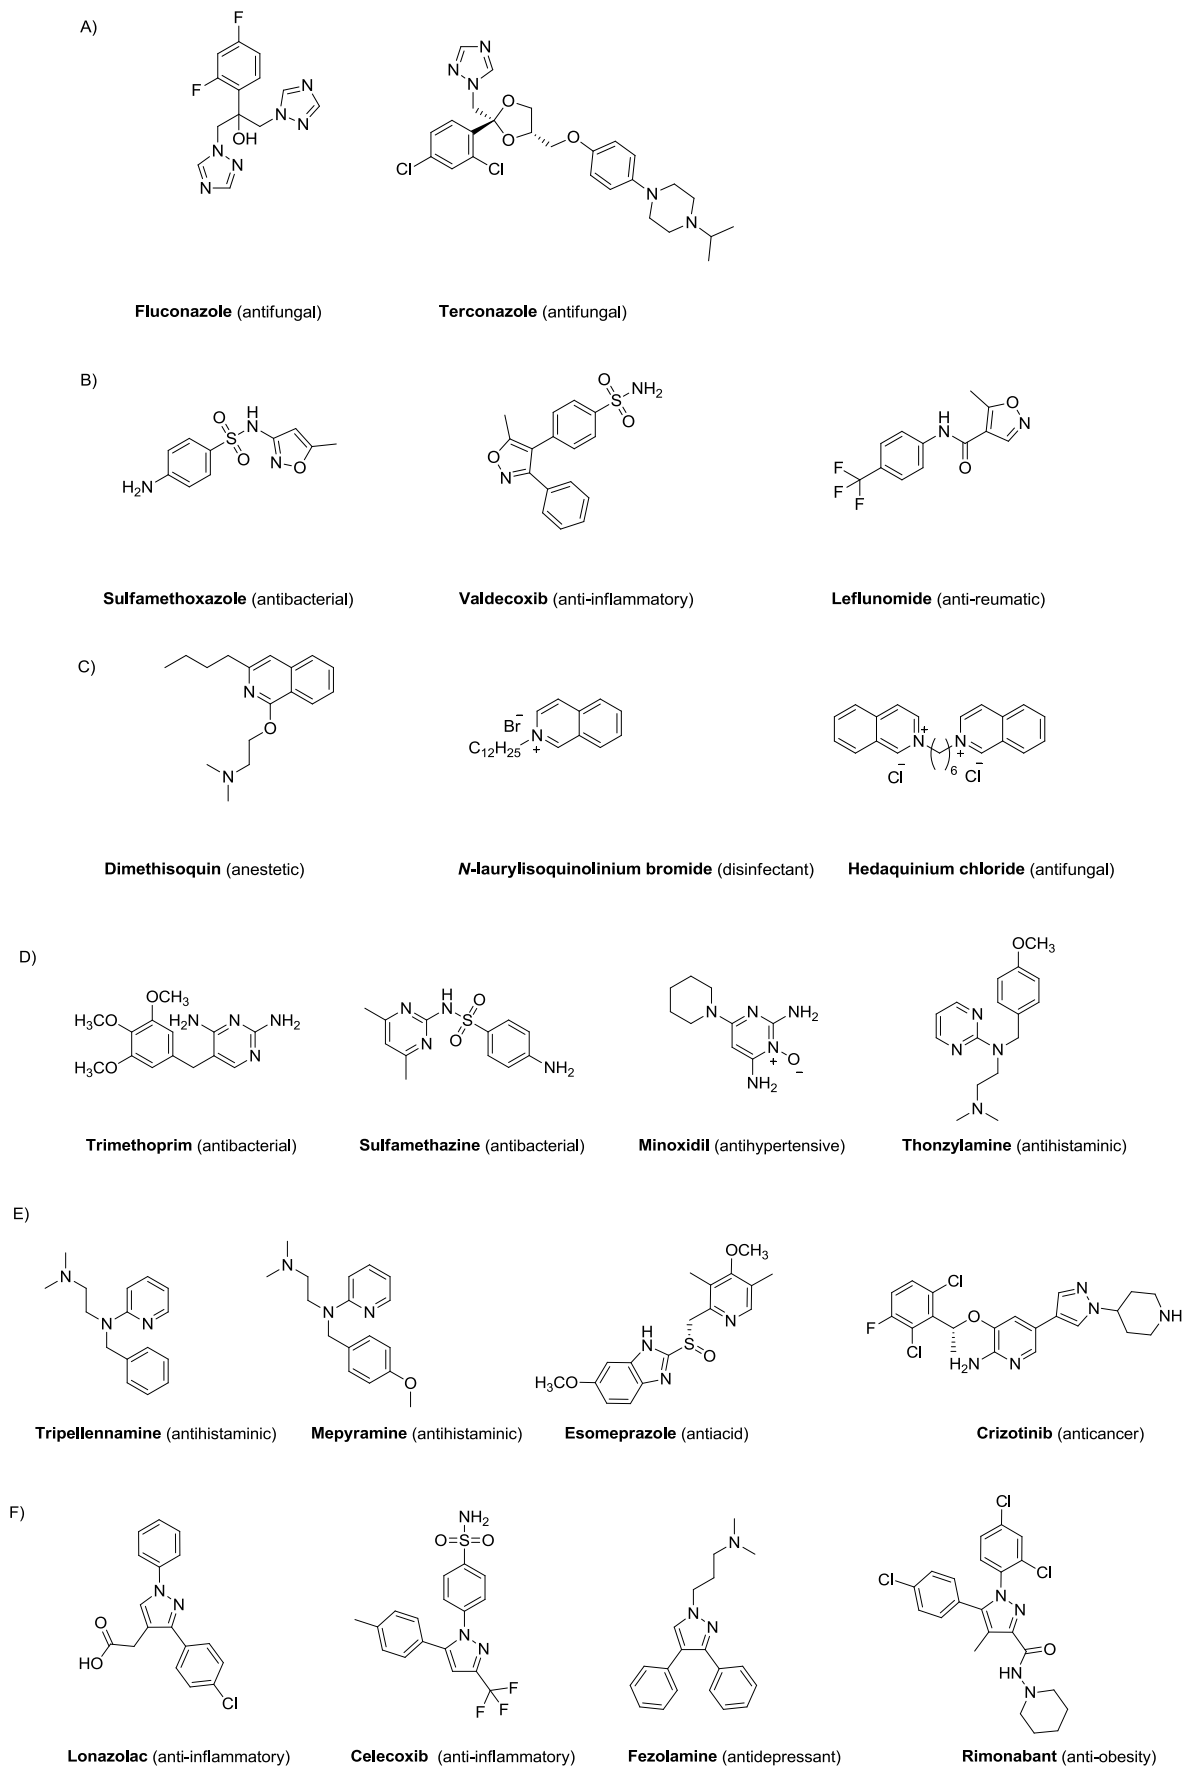 A)
F
F
OH
N
N
N
N
N
N
N
N
N
O
O
O
Cl
Cl
N
N
Fluconazole (antifungal)
Terconazole (antifungal)
B)
O
S
O
H
N
N
O
H2N
O
S
O
NH2
O
N
O
N
H
N
O
F
F
F
Sulfamethoxazole (antibacterial)
Valdecoxib (anti-inflammatory)
Leflunomide (anti-reumatic)
C)
N
O
N
Br
−
N
+
C12H25
N
+
N
+
6
−
Cl
−
Cl
Dimethisoquin (anestetic)
N-laurylisoquinolinium bromide (disinfectant)
Hedaquinium chloride (antifungal)
D)
OCH3
H3CO
H3CO
H2N
N
NH2
N
N
N
H
N
O
S
O
NH2
N
N
NH2
N
+
O
−
NH2
OCH3
N
N
N
N
Trimethoprim (antibacterial)
Sulfamethazine (antibacterial)
Minoxidil (antihypertensive)
Thonzylamine (antihistaminic)
E)
N
N
N
N
N
N
O
OCH3
N
H
N
N
S
O
H3CO
Cl
F
Cl
O
H2N
N
N
N
NH
Tripellennamine (antihistaminic)
Mepyramine (antihistaminic)
Esomeprazole (antiacid)
Crizotinib (anticancer)
F)
N
N
O
HO
Cl
NH2
O=S=O
N
N
F
F
F
N
N
N
Cl
Cl
Cl
N
N
O
HN
N
Lonazolac (anti-inflammatory)
Celecoxib (anti-inflammatory)
Fezolamine (antidepressant)
Rimonabant (anti-obesity)